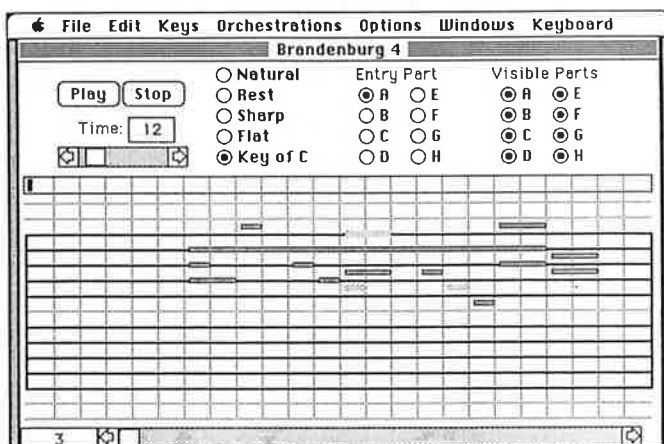 File Edit Keys Orchestrations Options Windows Keyboard
Brandenburg 4
Play Stop
Time: 12
Natural
Rest
Sharp
Flat
Key of C
Entry Part
A E
B F
C G
D H
Visible Parts
A E
B F
C G
D H
3